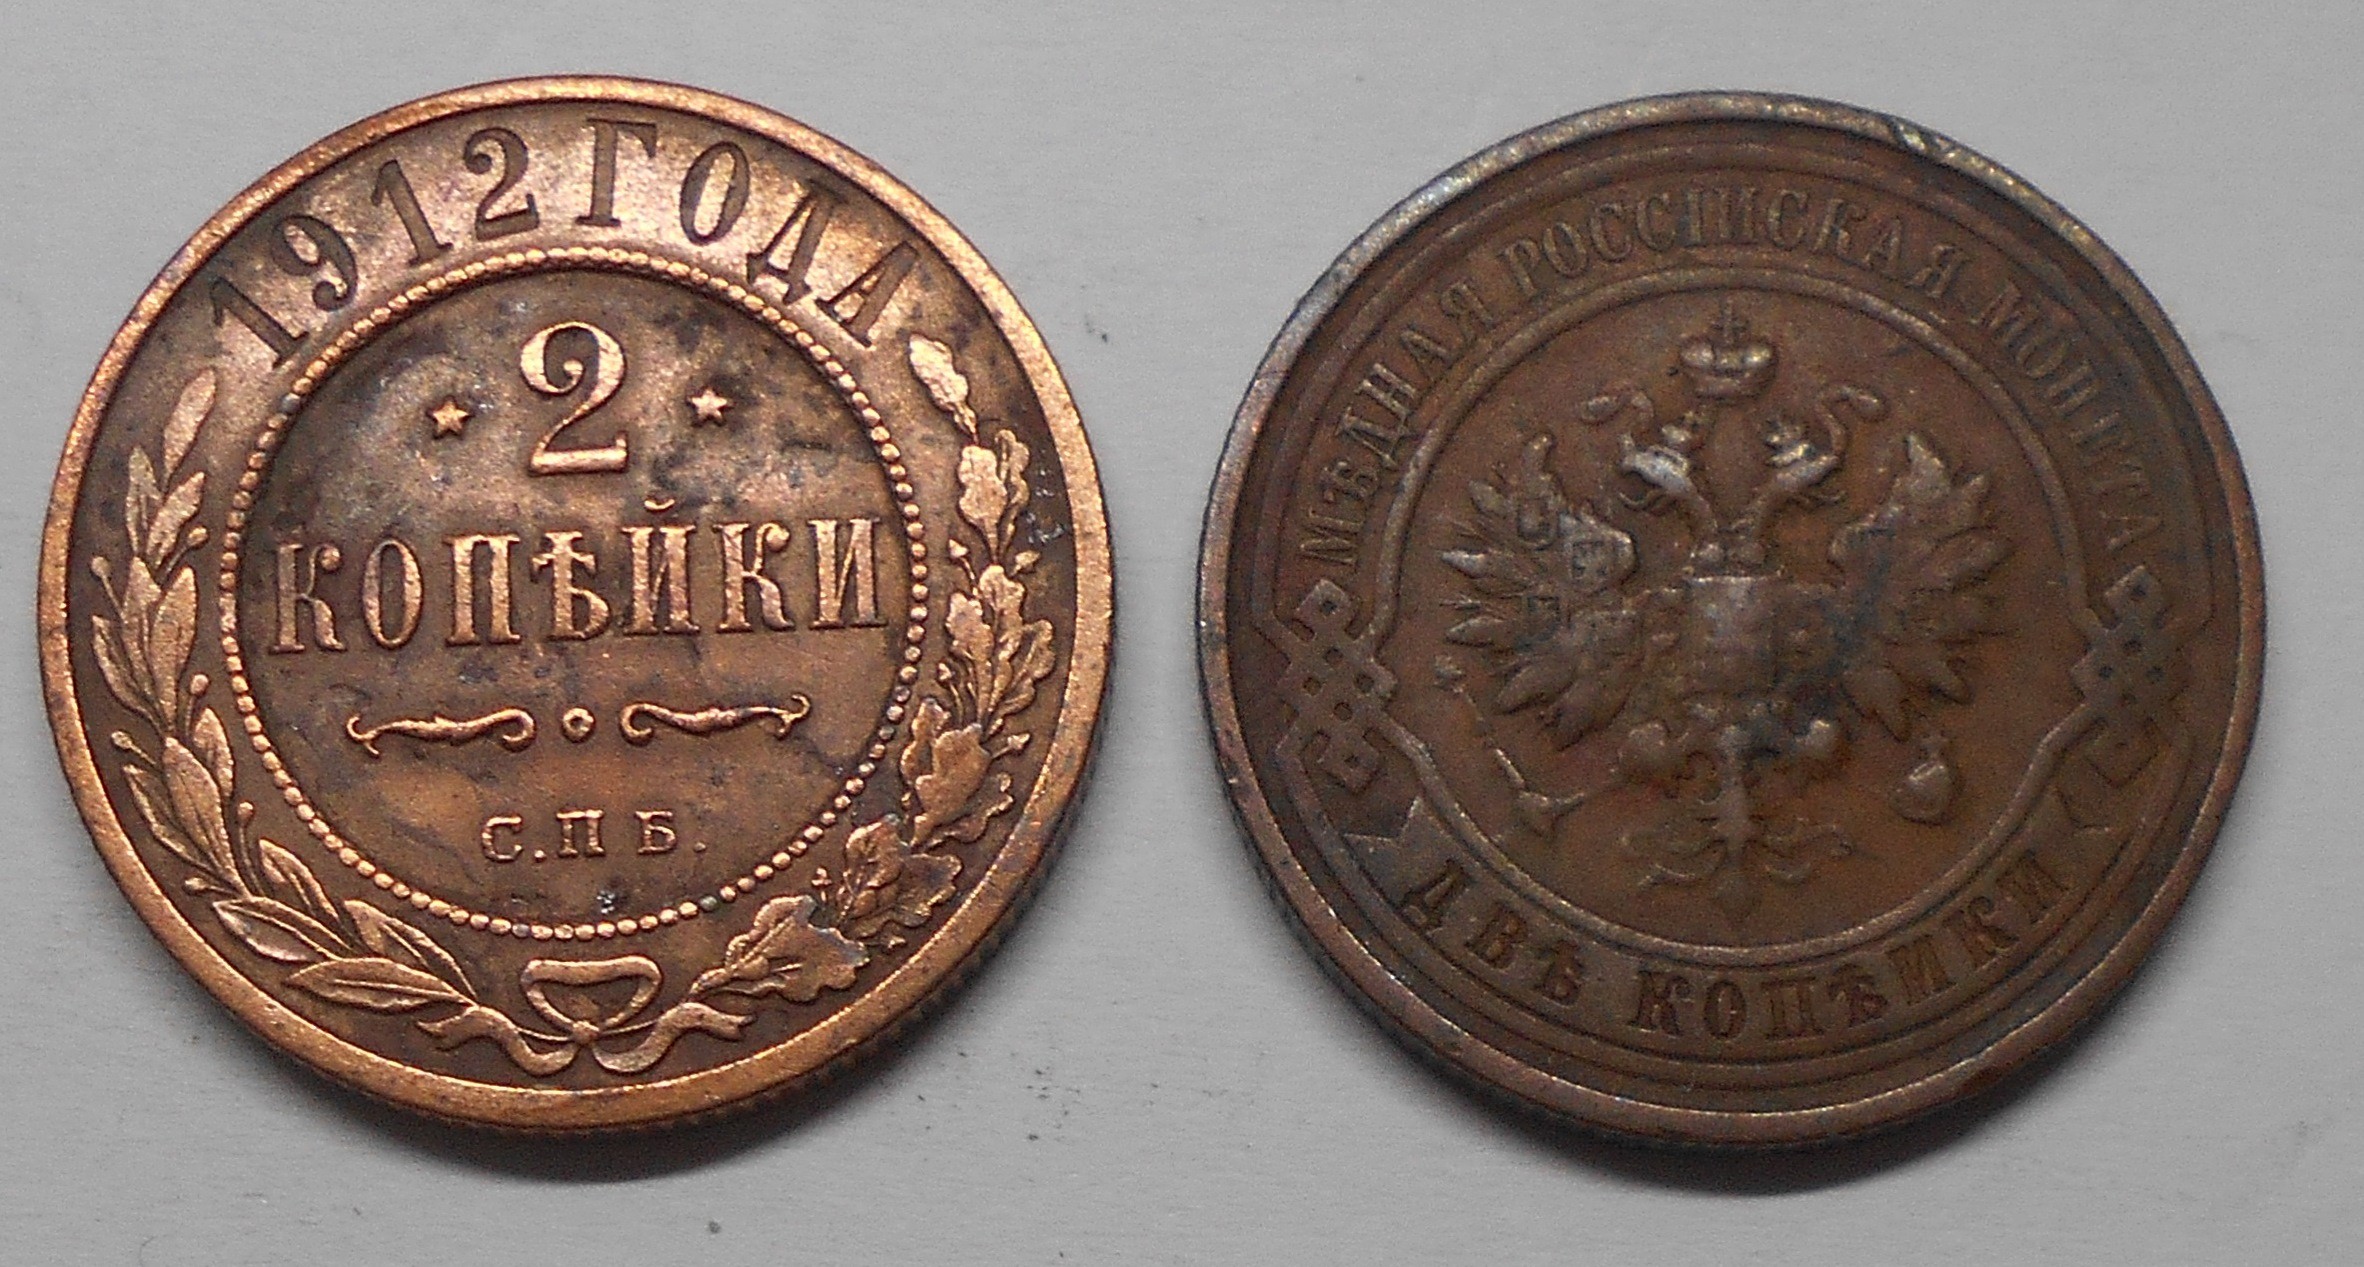 1912 ГОДА
2
КОПѢЙКИ
С.П.Б.
МѢДНАЯ РОССІЙСКАЯ МОНЕТА
ДВѢ КОПѢЙКИ